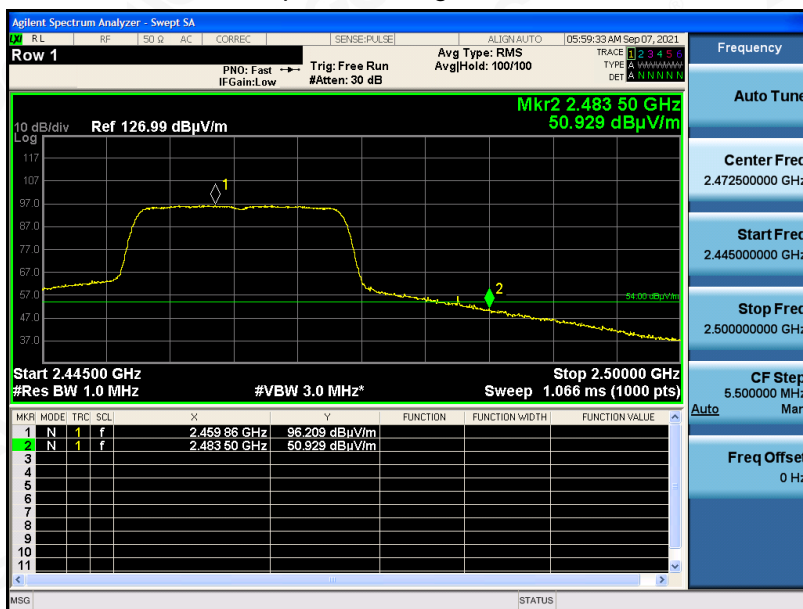 Agilent Spectrum Analyzer - Swept SA
LXI RL RF 50 Ω AC CORREC SENSE:PULSE ALIGN AUTO 05:59:33 AM Sep 07, 2021
Row 1
PNO: Fast
IFGain:Low
Trig: Free Run
#Atten: 30 dB
Avg Type: RMS
Avg|Hold: 100/100
TRACE 1 2 3 4 5 6
TYPE A
DET A N N N N N
Mkr2 2.483 50 GHz
50.929 dBµV/m
10 dB/div Ref 126.99 dBµV/m
Log
117
107
97.0
87.0
77.0
67.0
57.0
47.0
37.0
1
2
54.00 dBµV/m
Start 2.44500 GHz Stop 2.50000 GHz
#Res BW 1.0 MHz #VBW 3.0 MHz* Sweep 1.066 ms (1000 pts)
MKR MODE TRC SCL X Y FUNCTION FUNCTION WIDTH FUNCTION VALUE
1 N 1 f 2.459 86 GHz 96.209 dBµV/m
2 N 1 f 2.483 50 GHz 50.929 dBµV/m
3
4
5
6
7
8
9
10
11
MSG STATUS
Frequency
Auto Tune
Center Freq
2.472500000 GHz
Start Freq
2.445000000 GHz
Stop Freq
2.500000000 GHz
CF Step
5.500000 MHz
Auto Man
Freq Offset
0 Hz